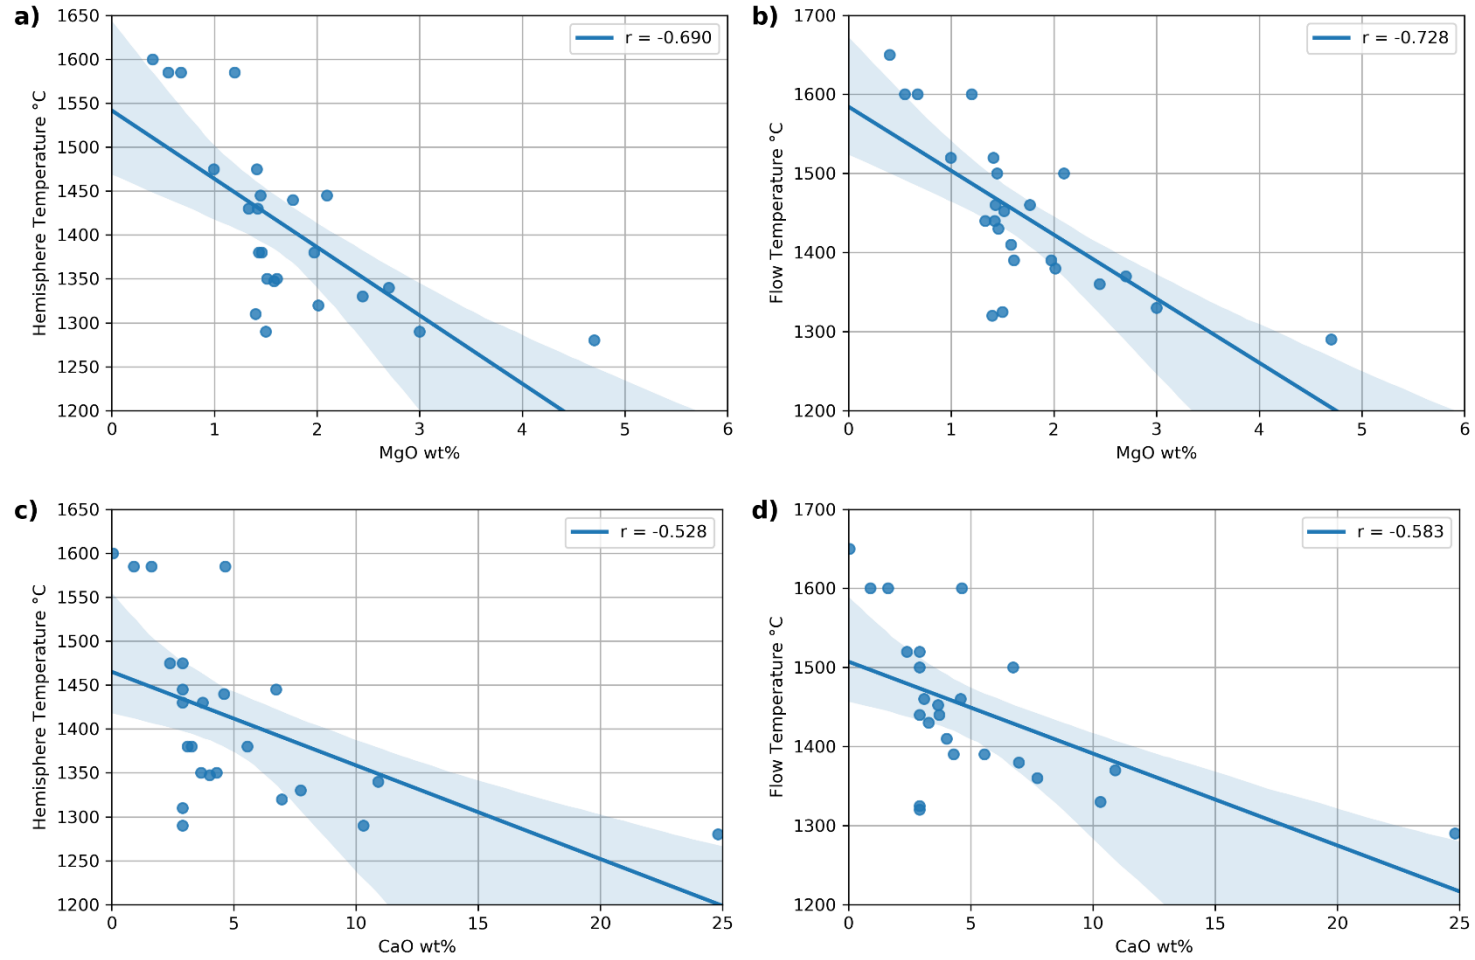 a)
r = -0.690
Hemisphere Temperature °C
1650
1600
1550
1500
1450
1400
1350
1300
1250
1200
0 1 2 3 4 5 6
MgO wt%
b)
r = -0.728
Flow Temperature °C
1700
1600
1500
1400
1300
1200
0 1 2 3 4 5 6
MgO wt%
c)
r = -0.528
Hemisphere Temperature °C
1650
1600
1550
1500
1450
1400
1350
1300
1250
1200
0 5 10 15 20 25
CaO wt%
d)
r = -0.583
Flow Temperature °C
1700
1600
1500
1400
1300
1200
0 5 10 15 20 25
CaO wt%